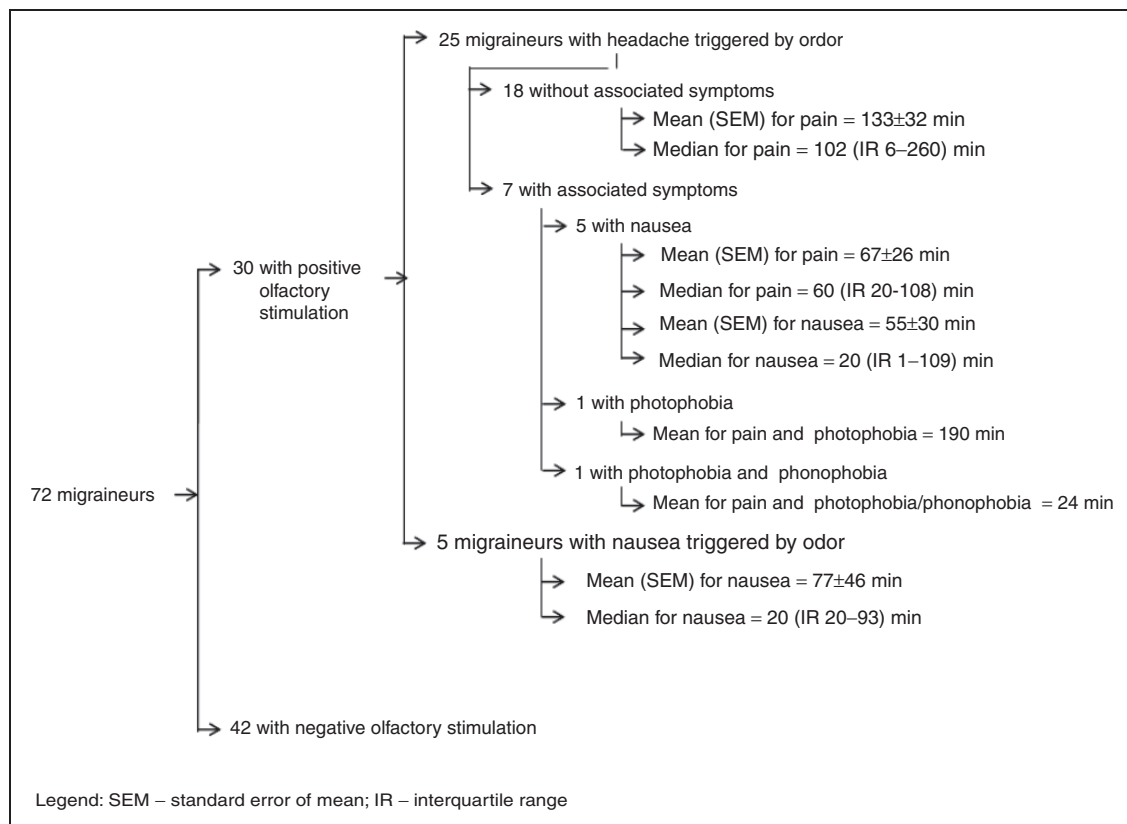 25 migraineurs with headache triggered by ordor
18 without associated symptoms
Mean (SEM) for pain = 133±32 min
Median for pain = 102 (IR 6–260) min
7 with associated symptoms
5 with nausea
Mean (SEM) for pain = 67±26 min
Median for pain = 60 (IR 20-108) min
Mean (SEM) for nausea = 55±30 min
Median for nausea = 20 (IR 1–109) min
1 with photophobia
Mean for pain and photophobia = 190 min
1 with photophobia and phonophobia
Mean for pain and photophobia/phonophobia = 24 min
30 with positive
olfactory
stimulation
72 migraineurs
5 migraineurs with nausea triggered by odor
Mean (SEM) for nausea = 77±46 min
Median for nausea = 20 (IR 20–93) min
42 with negative olfactory stimulation
Legend: SEM – standard error of mean; IR – interquartile range